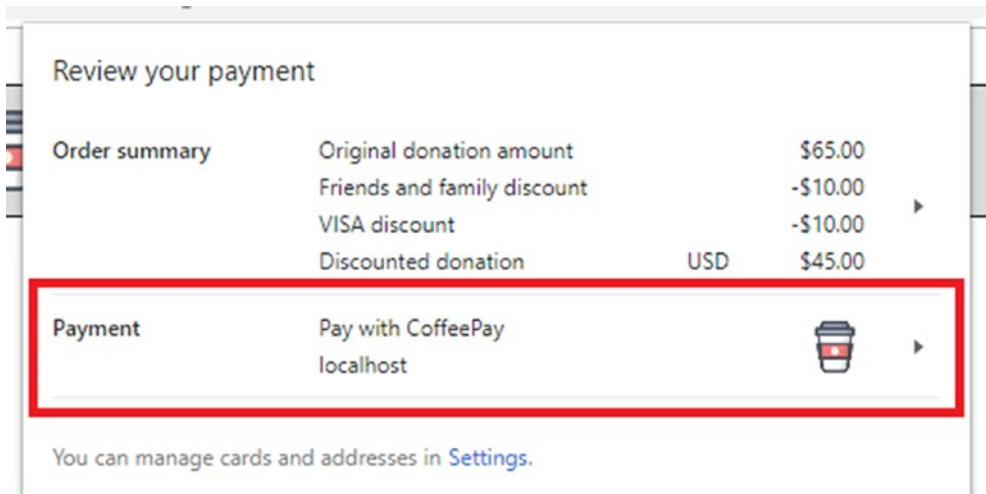 Review your payment
Order summary Original donation amount $65.00
Friends and family discount -$10.00
VISA discount -$10.00
Discounted donation USD $45.00
Payment Pay with CoffeePay
localhost
You can manage cards and addresses in Settings.